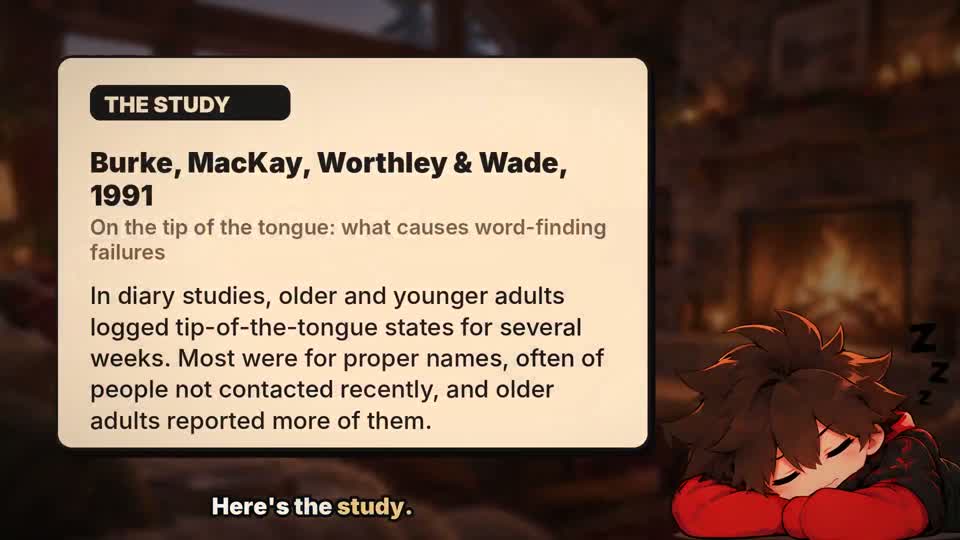 THE STUDY
Burke, MacKay, Worthley & Wade,
1991
On the tip of the tongue: what causes word-finding
failures
In diary studies, older and younger adults
logged tip-of-the-tongue states for several
weeks. Most were for proper names, often of
people not contacted recently, and older
adults reported more of them.
Z
Z
Z
Here's the study.